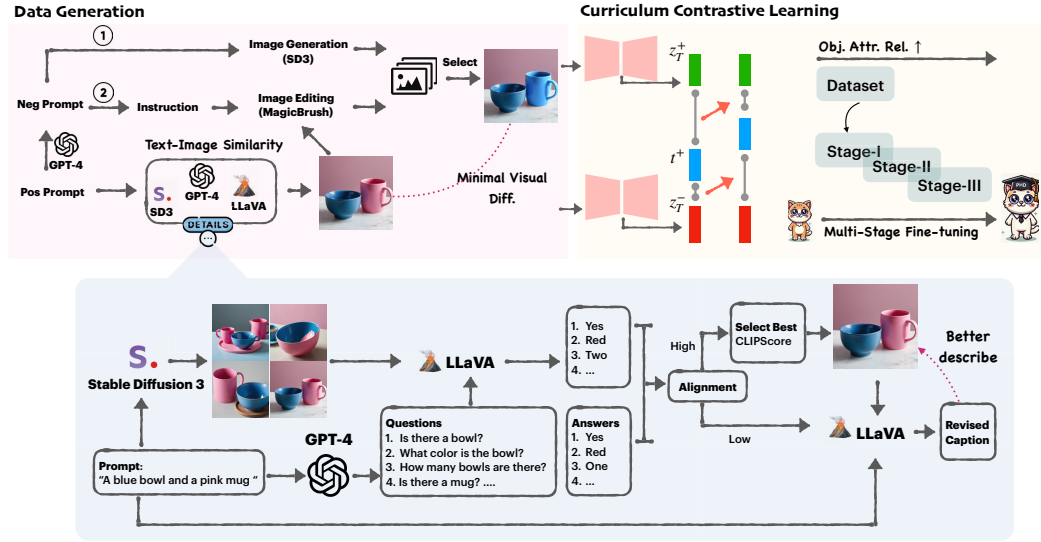 Data Generation
Curriculum Contrastive Learning
1
Image Generation
(SD3)
Select
Neg Prompt
2
Instruction
Image Editing
(MagicBrush)
GPT-4
Text-Image Similarity
Pos Prompt
S.
SD3
GPT-4
LLaVA
DETAILS
...
Minimal Visual
Diff.
z_T^+
t^+
z_T^-
Obj. Attr. Rel. ↑
Dataset
Stage-I
Stage-II
Stage-III
PHD
Multi-Stage Fine-tuning
S.
Stable Diffusion 3
Prompt:
“A blue bowl and a pink mug ”
GPT-4
LLaVA
Questions
1. Is there a bowl?
2. What color is the bowl?
3. How many bowls are there?
4. Is there a mug? ....
1. Yes
2. Red
3. Two
4. ...
Answers
1. Yes
2. Red
3. One
4. ...
Alignment
High
Low
Select Best
CLIPScore
LLaVA
Better
describe
Revised
Caption